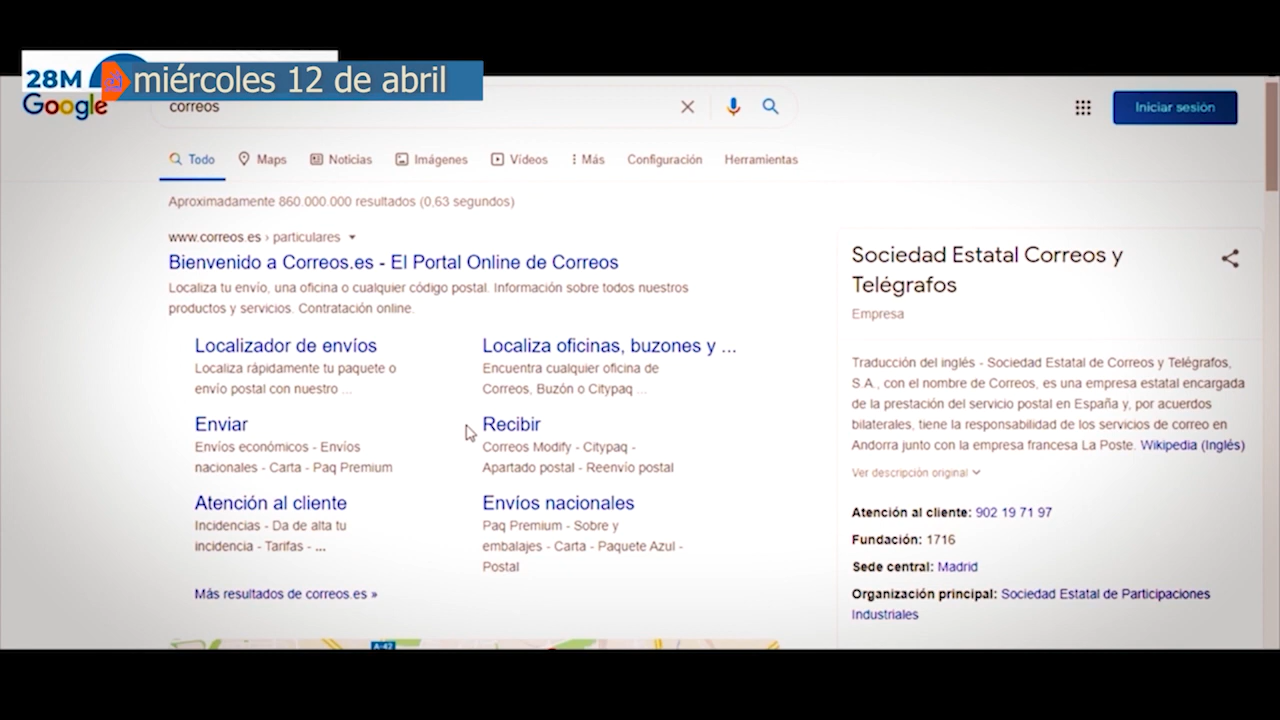 28M
miércoles 12 de abril
Google
correos
Iniciar sesión
Todo
Maps
Noticias
Imágenes
Vídeos
Más
Configuración
Herramientas
Aproximadamente 860.000.000 resultados (0,63 segundos)
www.correos.es › particulares
Bienvenido a Correos.es - El Portal Online de Correos
Localiza tu envío, una oficina o cualquier código postal. Información sobre todos nuestros
productos y servicios. Contratación online.
Localizador de envíos
Localiza rápidamente tu paquete o
envío postal con nuestro ...
Localiza oficinas, buzones y ...
Encuentra cualquier oficina de
Correos, Buzón o Citypaq ...
Enviar
Envíos económicos - Envíos
nacionales - Carta - Paq Premium
Recibir
Correos Modify - Citypaq -
Apartado postal - Reenvío postal
Atención al cliente
Incidencias - Da de alta tu
incidencia - Tarifas - ...
Envíos nacionales
Paq Premium - Sobre y
embalajes - Carta - Paquete Azul -
Postal
Más resultados de correos.es »
A-42
Sociedad Estatal Correos y
Telégrafos
Empresa
Traducción del inglés - Sociedad Estatal de Correos y Telégrafos,
S.A., con el nombre de Correos, es una empresa estatal encargada
de la prestación del servicio postal en España y, por acuerdos
bilaterales, tiene la responsabilidad de los servicios de correo en
Andorra junto con la empresa francesa La Poste. Wikipedia (Inglés)
Ver descripción original
Atención al cliente: 902 19 71 97
Fundación: 1716
Sede central: Madrid
Organización principal: Sociedad Estatal de Participaciones
Industriales